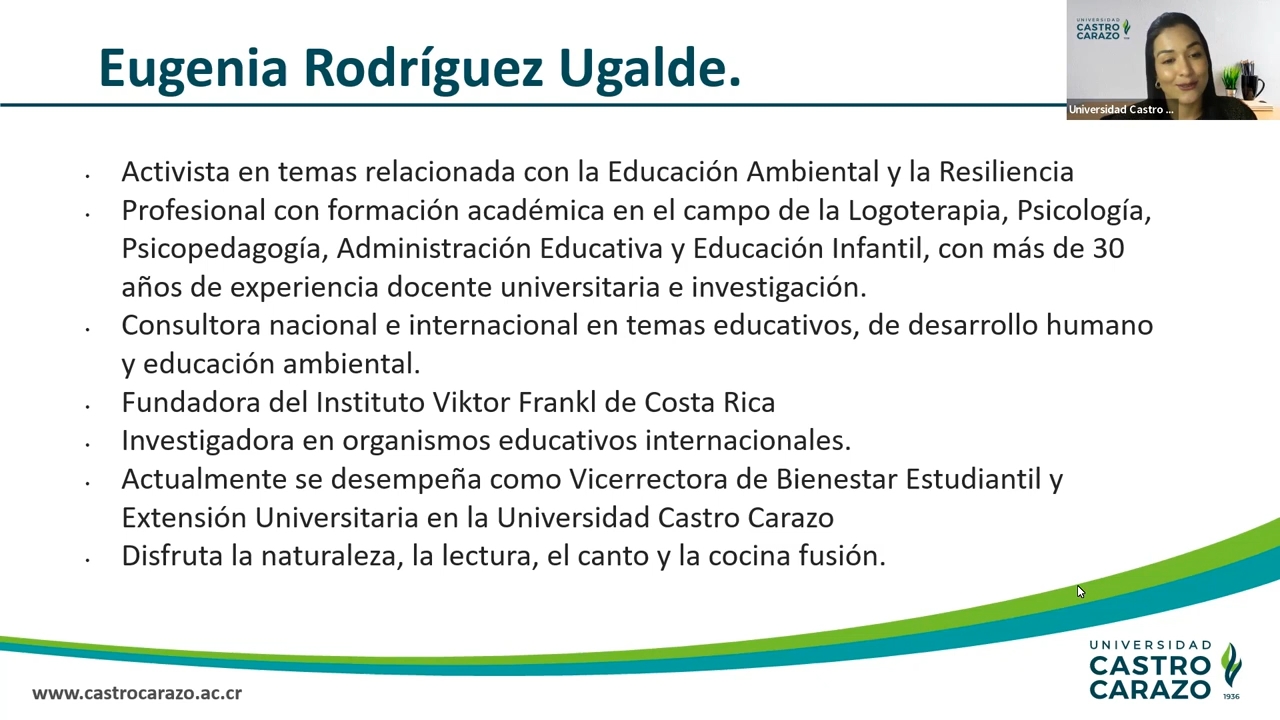 Eugenia Rodríguez Ugalde.
UNIVERSIDAD
CASTRO
CARAZO
Universidad Castro ...
• Activista en temas relacionada con la Educación Ambiental y la Resiliencia
• Profesional con formación académica en el campo de la Logoterapia, Psicología,
Psicopedagogía, Administración Educativa y Educación Infantil, con más de 30
años de experiencia docente universitaria e investigación.
• Consultora nacional e internacional en temas educativos, de desarrollo humano
y educación ambiental.
• Fundadora del Instituto Viktor Frankl de Costa Rica
• Investigadora en organismos educativos internacionales.
• Actualmente se desempeña como Vicerrectora de Bienestar Estudiantil y
Extensión Universitaria en la Universidad Castro Carazo
• Disfruta la naturaleza, la lectura, el canto y la cocina fusión.
www.castrocarazo.ac.cr
UNIVERSIDAD
CASTRO
CARAZO
1936